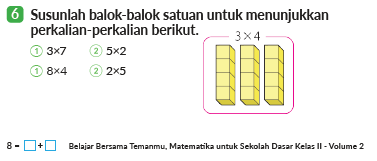 6 Susunlah balok-balok satuan untuk menunjukkan
perkalian-perkalian berikut.
3×4
1 3×7 2 5×2
1 8×4 2 2×5
8 = □+□ Belajar Bersama Temanmu, Matematika untuk Sekolah Dasar Kelas II - Volume 2